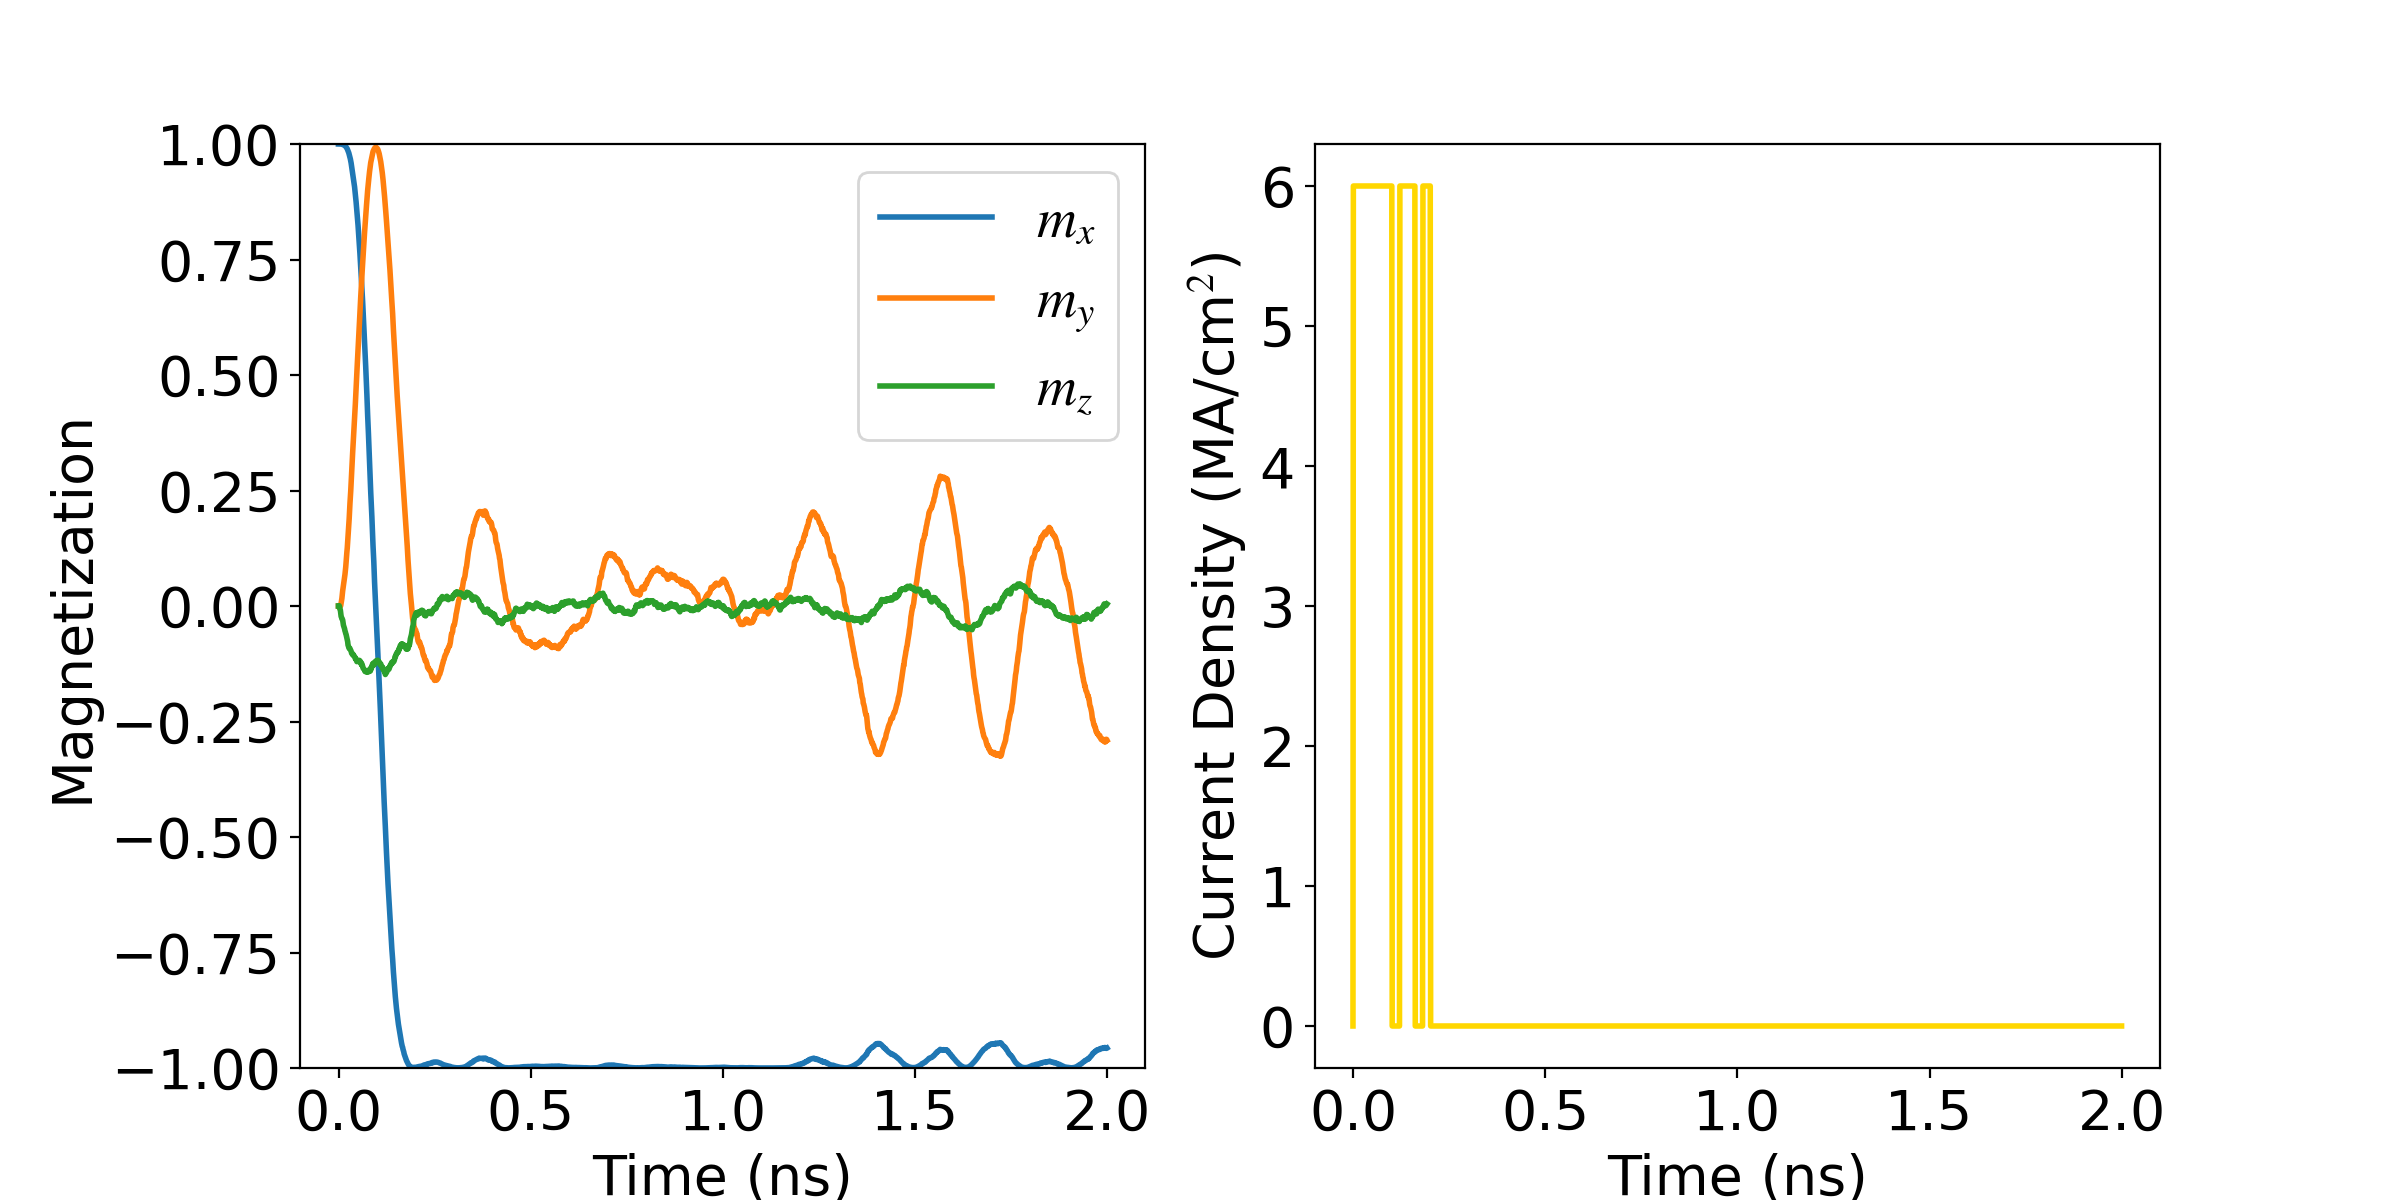 Magnetization
1.00
0.75
0.50
0.25
0.00
−0.25
−0.50
−0.75
−1.00
0.0 0.5 1.0 1.5 2.0
Time (ns)
mₓ
m_y
m_z
Current Density (MA/cm²)
6
5
4
3
2
1
0
0.0 0.5 1.0 1.5 2.0
Time (ns)